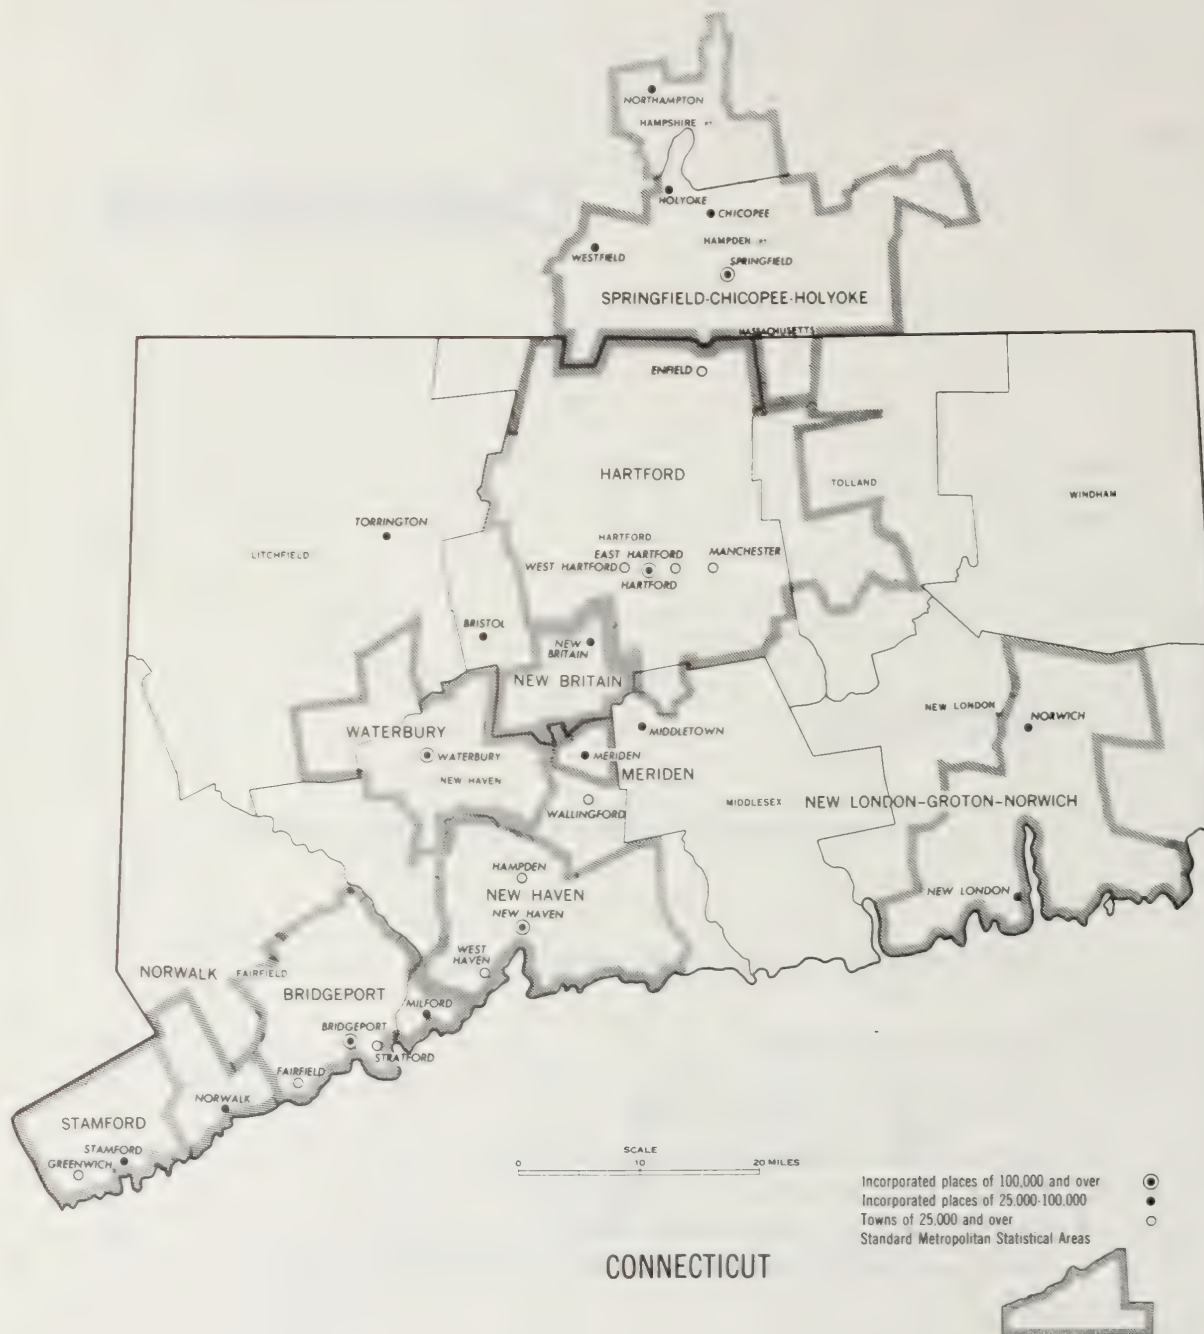 NORTHAMPTON
HAMPSHIRE PT
HOLYOKE
CHICOPEE
HAMPDEN PT
WESTFIELD
SPRINGFIELD
SPRINGFIELD-CHICOPEE-HOLYOKE
MASSACHUSETTS
ENFIELD
HARTFORD
TOLLAND
WINDHAM
TORRINGTON
LITCHFIELD
HARTFORD
EAST HARTFORD
MANCHESTER
WEST HARTFORD
HARTFORD
BRISTOL
NEW
BRITAIN
NEW BRITAIN
NEW LONDON
NORWICH
WATERBURY
MIDDLETOWN
WATERBURY
MERIDEN
NEW HAVEN
MERIDEN
MIDDLESEX
NEW LONDON-GROTON-NORWICH
WALLINGFORD
HAMPDEN
NEW HAVEN
NEW LONDON
NEW HAVEN
WEST
HAVEN
NORWALK
FAIRFIELD
BRIDGEPORT
MILFORD
BRIDGEPORT
STRATFORD
FAIRFIELD
NORWALK
STAMFORD
STAMFORD
GREENWICH
SCALE
0 10 20 MILES
Incorporated places of 100,000 and over
Incorporated places of 25,000-100,000
Towns of 25,000 and over
Standard Metropolitan Statistical Areas
CONNECTICUT